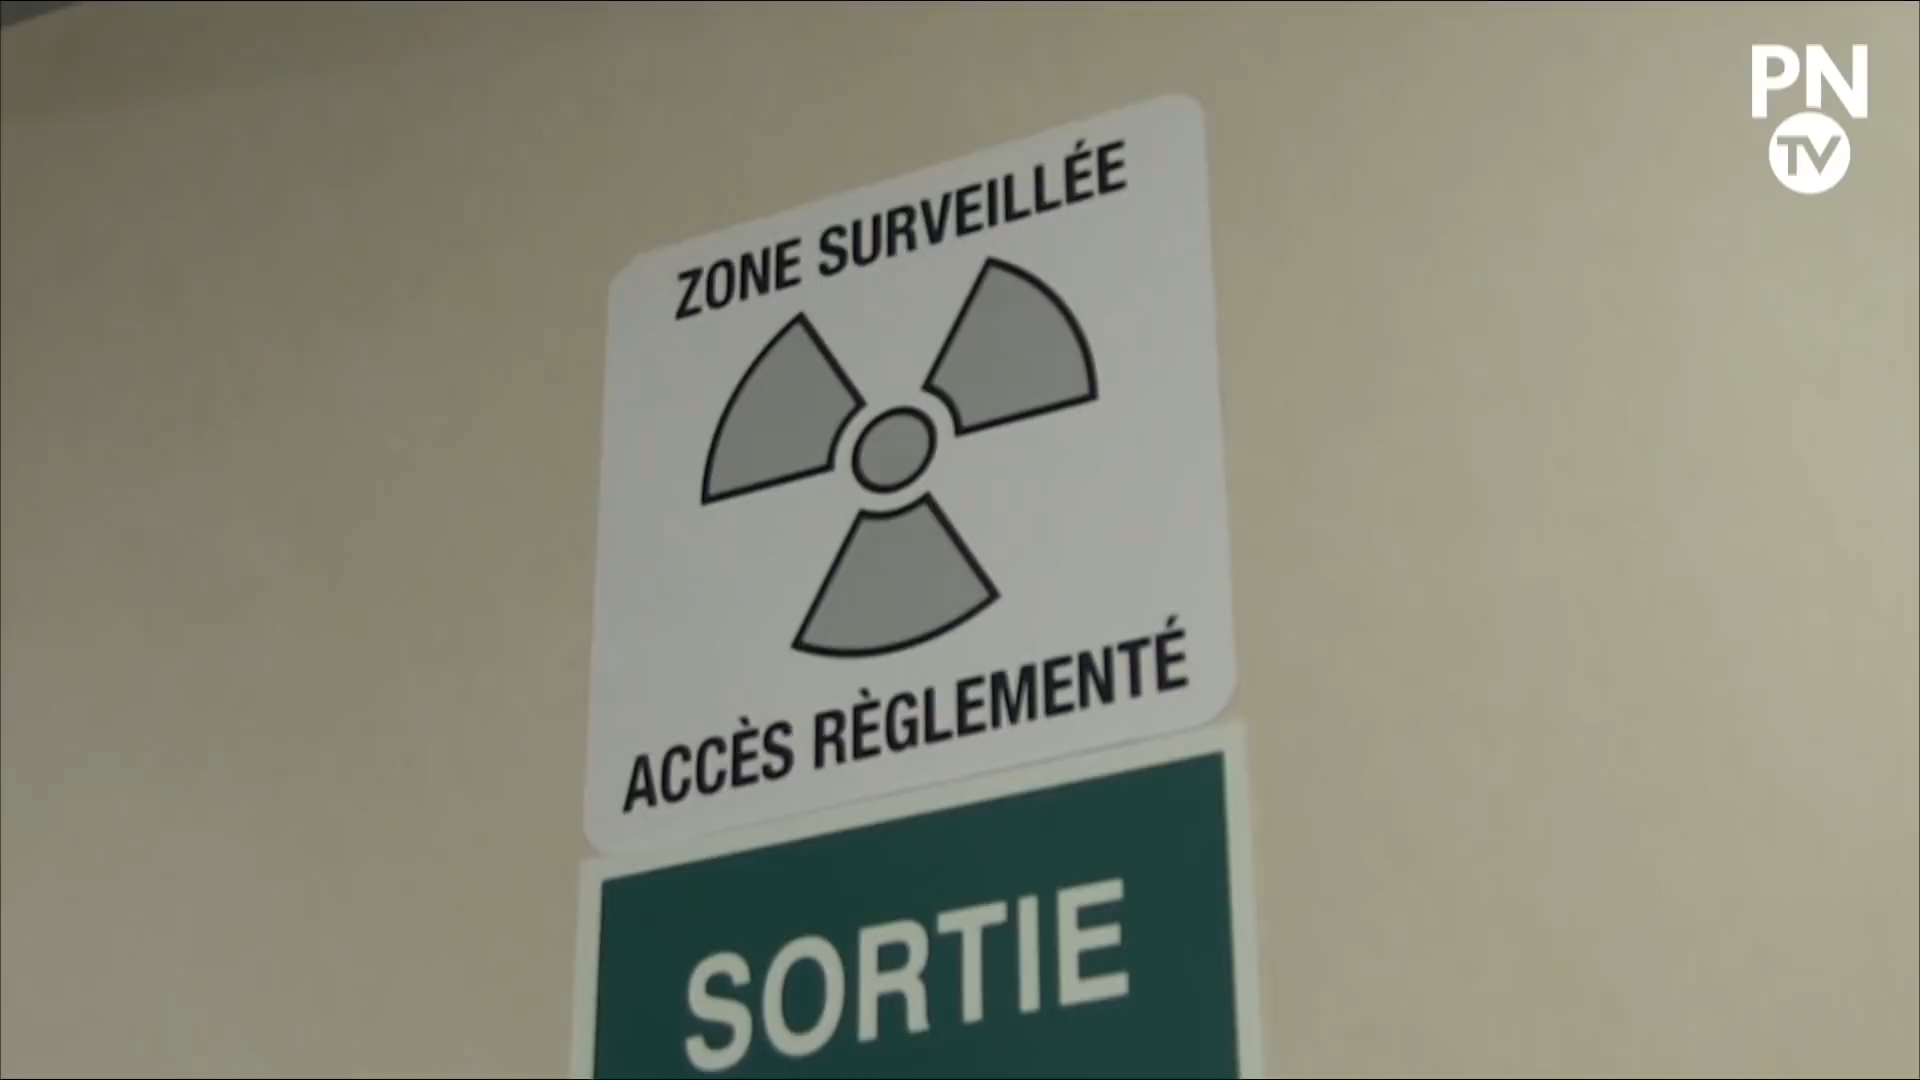 PN
TV
ZONE SURVEILLÉE
ACCÈS RÈGLEMENTÉ
SORTIE